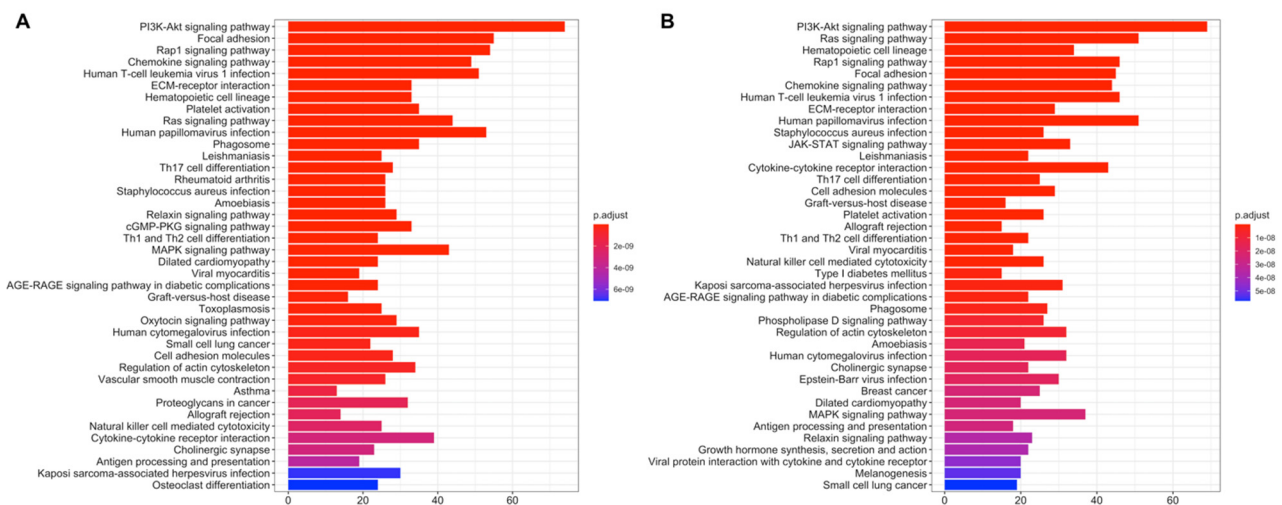 A
PI3K-Akt signaling pathway
Focal adhesion
Rap1 signaling pathway
Chemokine signaling pathway
Human T-cell leukemia virus 1 infection
ECM-receptor interaction
Hematopoietic cell lineage
Platelet activation
Ras signaling pathway
Human papillomavirus infection
Phagosome
Leishmaniasis
Th17 cell differentiation
Rheumatoid arthritis
Staphylococcus aureus infection
Amoebiasis
Relaxin signaling pathway
cGMP-PKG signaling pathway
Th1 and Th2 cell differentiation
MAPK signaling pathway
Dilated cardiomyopathy
Viral myocarditis
AGE-RAGE signaling pathway in diabetic complications
Graft-versus-host disease
Toxoplasmosis
Oxytocin signaling pathway
Human cytomegalovirus infection
Small cell lung cancer
Cell adhesion molecules
Regulation of actin cytoskeleton
Vascular smooth muscle contraction
Asthma
Proteoglycans in cancer
Allograft rejection
Natural killer cell mediated cytotoxicity
Cytokine-cytokine receptor interaction
Cholinergic synapse
Antigen processing and presentation
Kaposi sarcoma-associated herpesvirus infection
Osteoclast differentiation
0 20 40 60
p.adjust
2e-09
4e-09
6e-09
B
PI3K-Akt signaling pathway
Ras signaling pathway
Hematopoietic cell lineage
Rap1 signaling pathway
Focal adhesion
Chemokine signaling pathway
Human T-cell leukemia virus 1 infection
ECM-receptor interaction
Human papillomavirus infection
Staphylococcus aureus infection
JAK-STAT signaling pathway
Leishmaniasis
Cytokine-cytokine receptor interaction
Th17 cell differentiation
Cell adhesion molecules
Graft-versus-host disease
Platelet activation
Allograft rejection
Th1 and Th2 cell differentiation
Viral myocarditis
Natural killer cell mediated cytotoxicity
Type I diabetes mellitus
Kaposi sarcoma-associated herpesvirus infection
AGE-RAGE signaling pathway in diabetic complications
Phagosome
Phospholipase D signaling pathway
Regulation of actin cytoskeleton
Amoebiasis
Human cytomegalovirus infection
Cholinergic synapse
Epstein-Barr virus infection
Breast cancer
Dilated cardiomyopathy
MAPK signaling pathway
Antigen processing and presentation
Relaxin signaling pathway
Growth hormone synthesis, secretion and action
Viral protein interaction with cytokine and cytokine receptor
Melanogenesis
Small cell lung cancer
0 20 40 60
p.adjust
1e-08
2e-08
3e-08
4e-08
5e-08